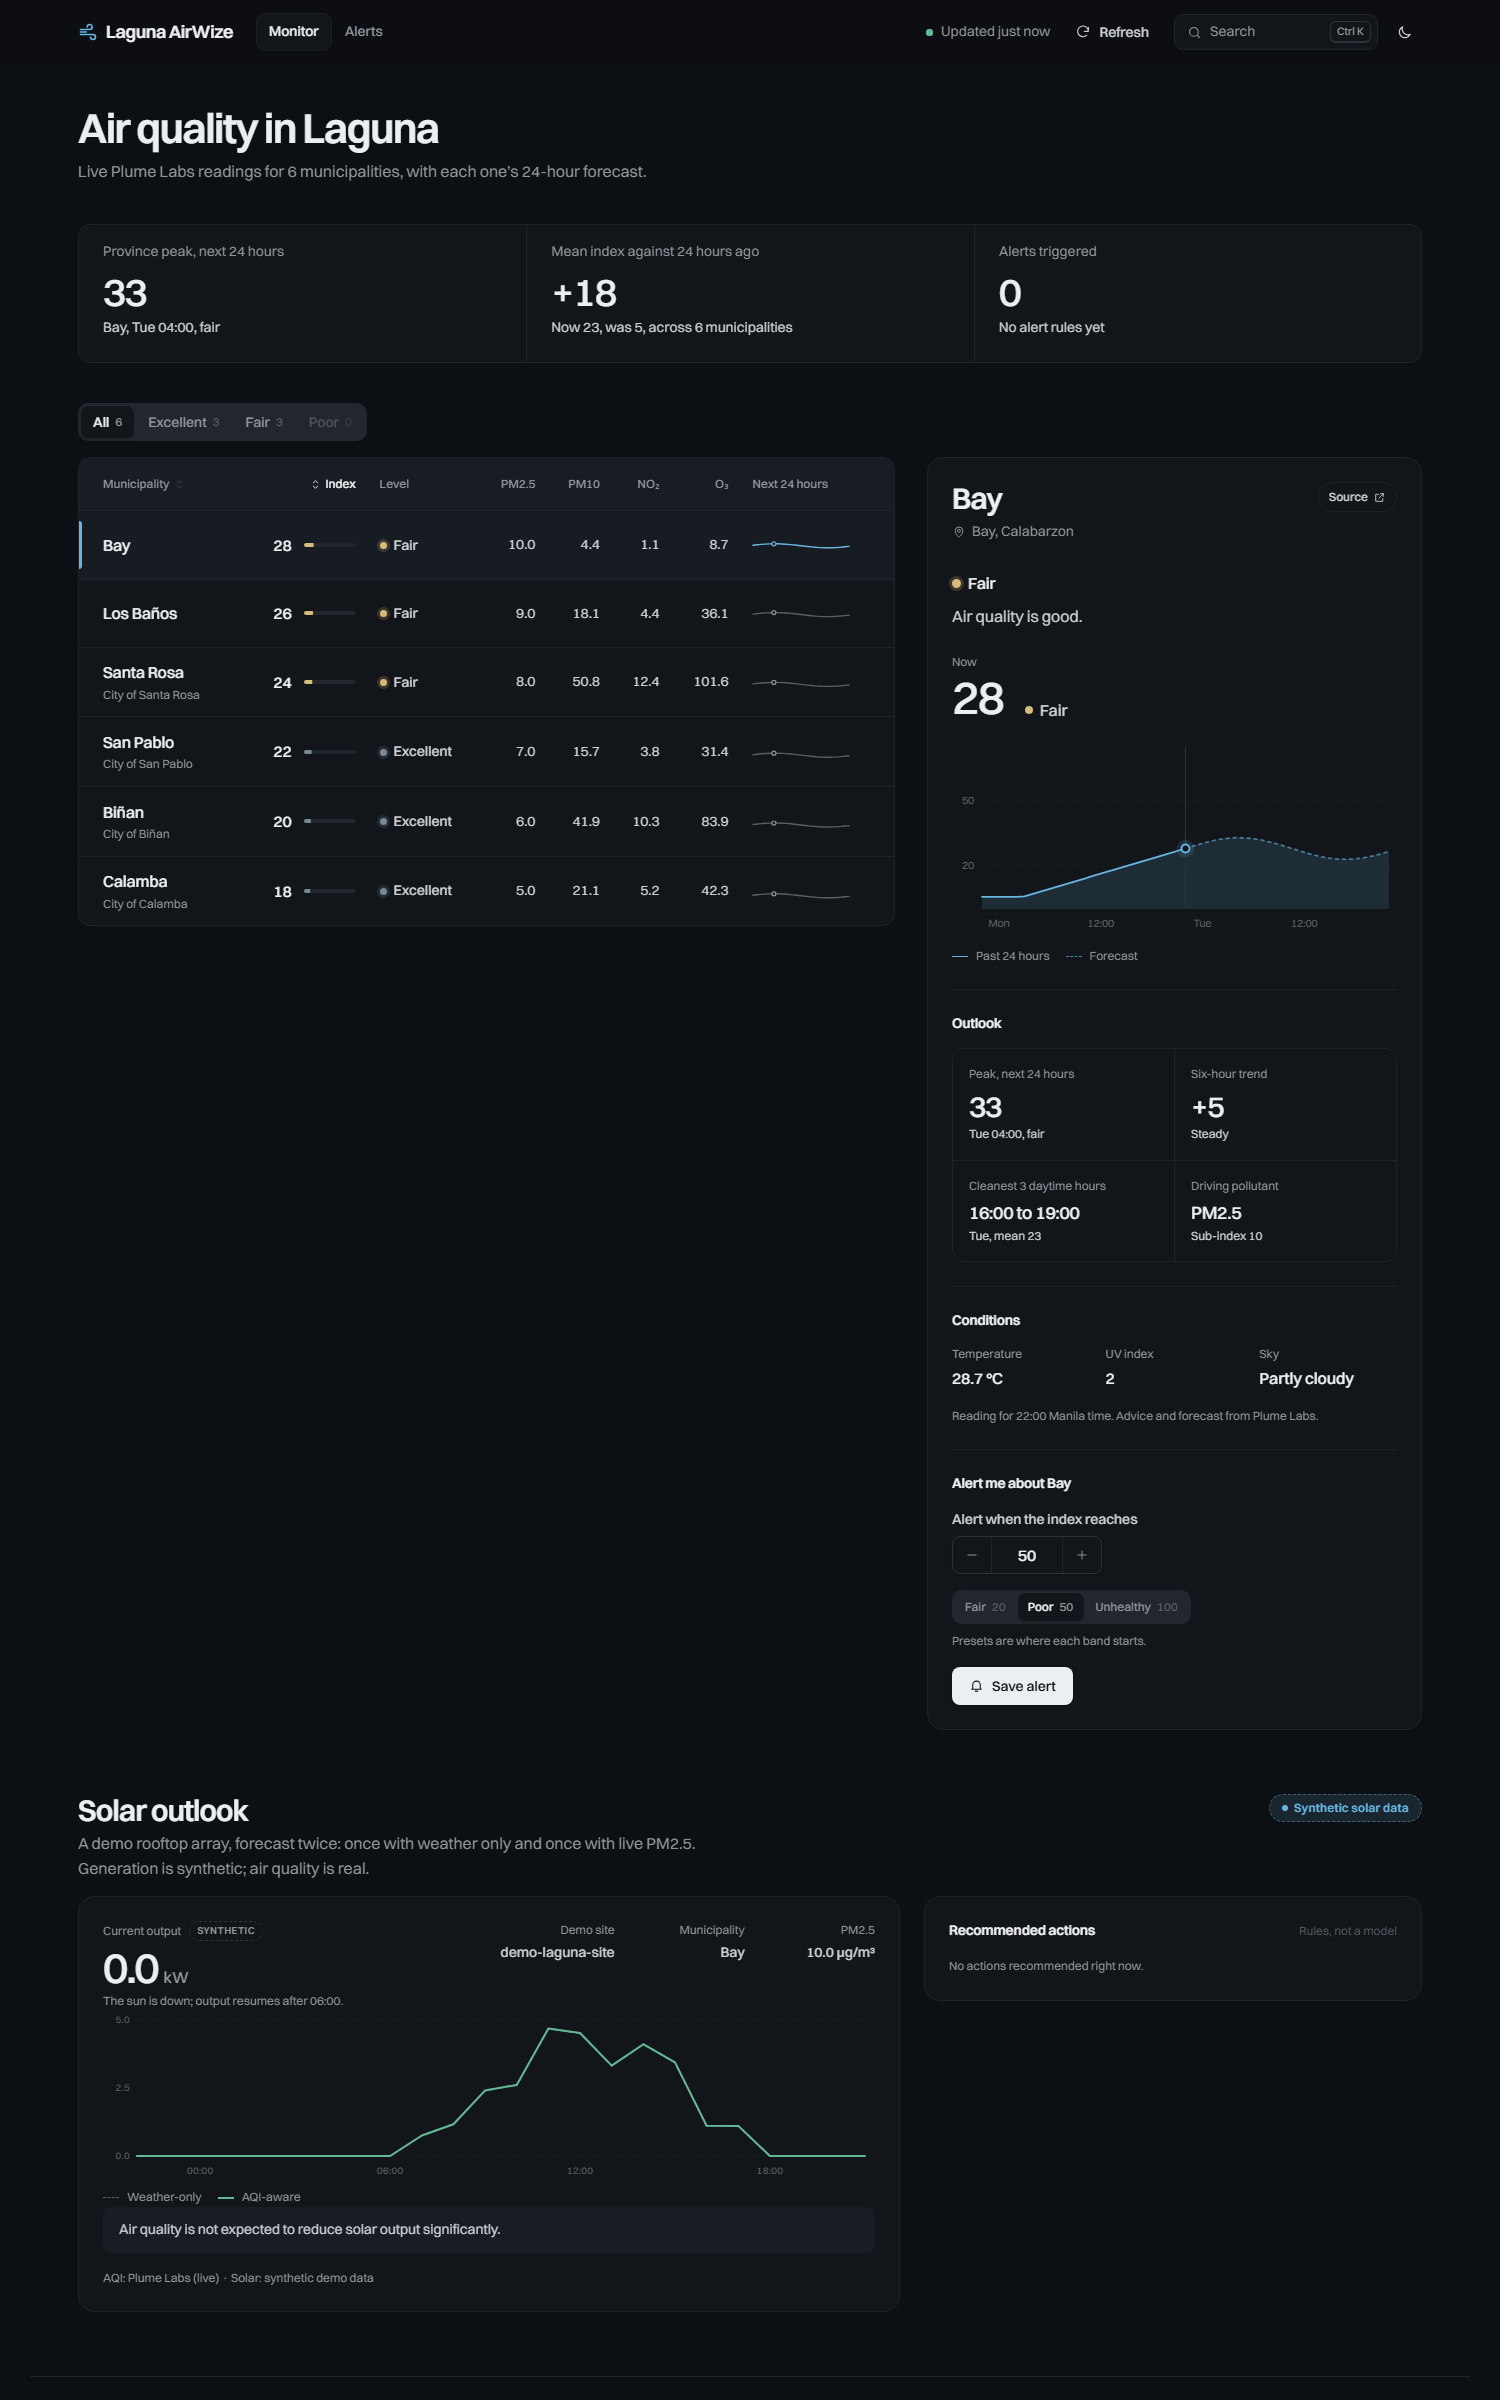 Laguna AirWize
Monitor
Alerts
Updated just now
Refresh
Search
Ctrl K
Air quality in Laguna
Live Plume Labs readings for 6 municipalities, with each one’s 24-hour forecast.
Province peak, next 24 hours
33
Bay, Tue 04:00, fair
Mean index against 24 hours ago
+18
Now 23, was 5, across 6 municipalities
Alerts triggered
0
No alert rules yet
All 6
Excellent 3
Fair 3
Poor 0
Municipality Index Level PM2.5 PM10 NO₂ O₃ Next 24 hours
Bay 28 Fair 10.0 4.4 1.1 8.7
Los Baños 26 Fair 9.0 18.1 4.4 36.1
Santa Rosa 24 Fair 8.0 50.8 12.4 101.6
City of Santa Rosa
San Pablo 22 Excellent 7.0 15.7 3.8 31.4
City of San Pablo
Biñan 20 Excellent 6.0 41.9 10.3 83.9
City of Biñan
Calamba 18 Excellent 5.0 21.1 5.2 42.3
City of Calamba
Bay
Source
Bay, Calabarzon
Fair
Air quality is good.
Now
28 Fair
50
20
Mon 12:00 Tue 12:00
Past 24 hours Forecast
Outlook
Peak, next 24 hours
33
Tue 04:00, fair
Six-hour trend
+5
Steady
Cleanest 3 daytime hours
16:00 to 19:00
Tue, mean 23
Driving pollutant
PM2.5
Sub-index 10
Conditions
Temperature
28.7 °C
UV index
2
Sky
Partly cloudy
Reading for 22:00 Manila time. Advice and forecast from Plume Labs.
Alert me about Bay
Alert when the index reaches
− 50 +
Fair 20 Poor 50 Unhealthy 100
Presets are where each band starts.
Save alert
Solar outlook
Synthetic solar data
A demo rooftop array, forecast twice: once with weather only and once with live PM2.5.
Generation is synthetic; air quality is real.
Current output SYNTHETIC
0.0 kW
The sun is down; output resumes after 06:00.
Demo site
demo-laguna-site
Municipality
Bay
PM2.5
10.0 µg/m³
5.0
2.5
0.0
00:00 06:00 12:00 18:00
Weather-only AQI-aware
Air quality is not expected to reduce solar output significantly.
AQI: Plume Labs (live) · Solar: synthetic demo data
Recommended actions
Rules, not a model
No actions recommended right now.